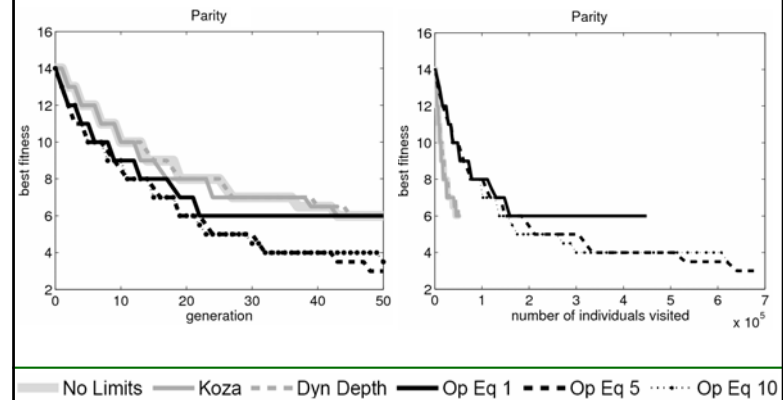 Parity
16
14
12
10
8
6
4
2
best fitness
0 10 20 30 40 50
generation
Parity
16
14
12
10
8
6
4
2
best fitness
0 1 2 3 4 5 6 7
number of individuals visited
x 10^5
No Limits Koza Dyn Depth Op Eq 1 Op Eq 5 Op Eq 10